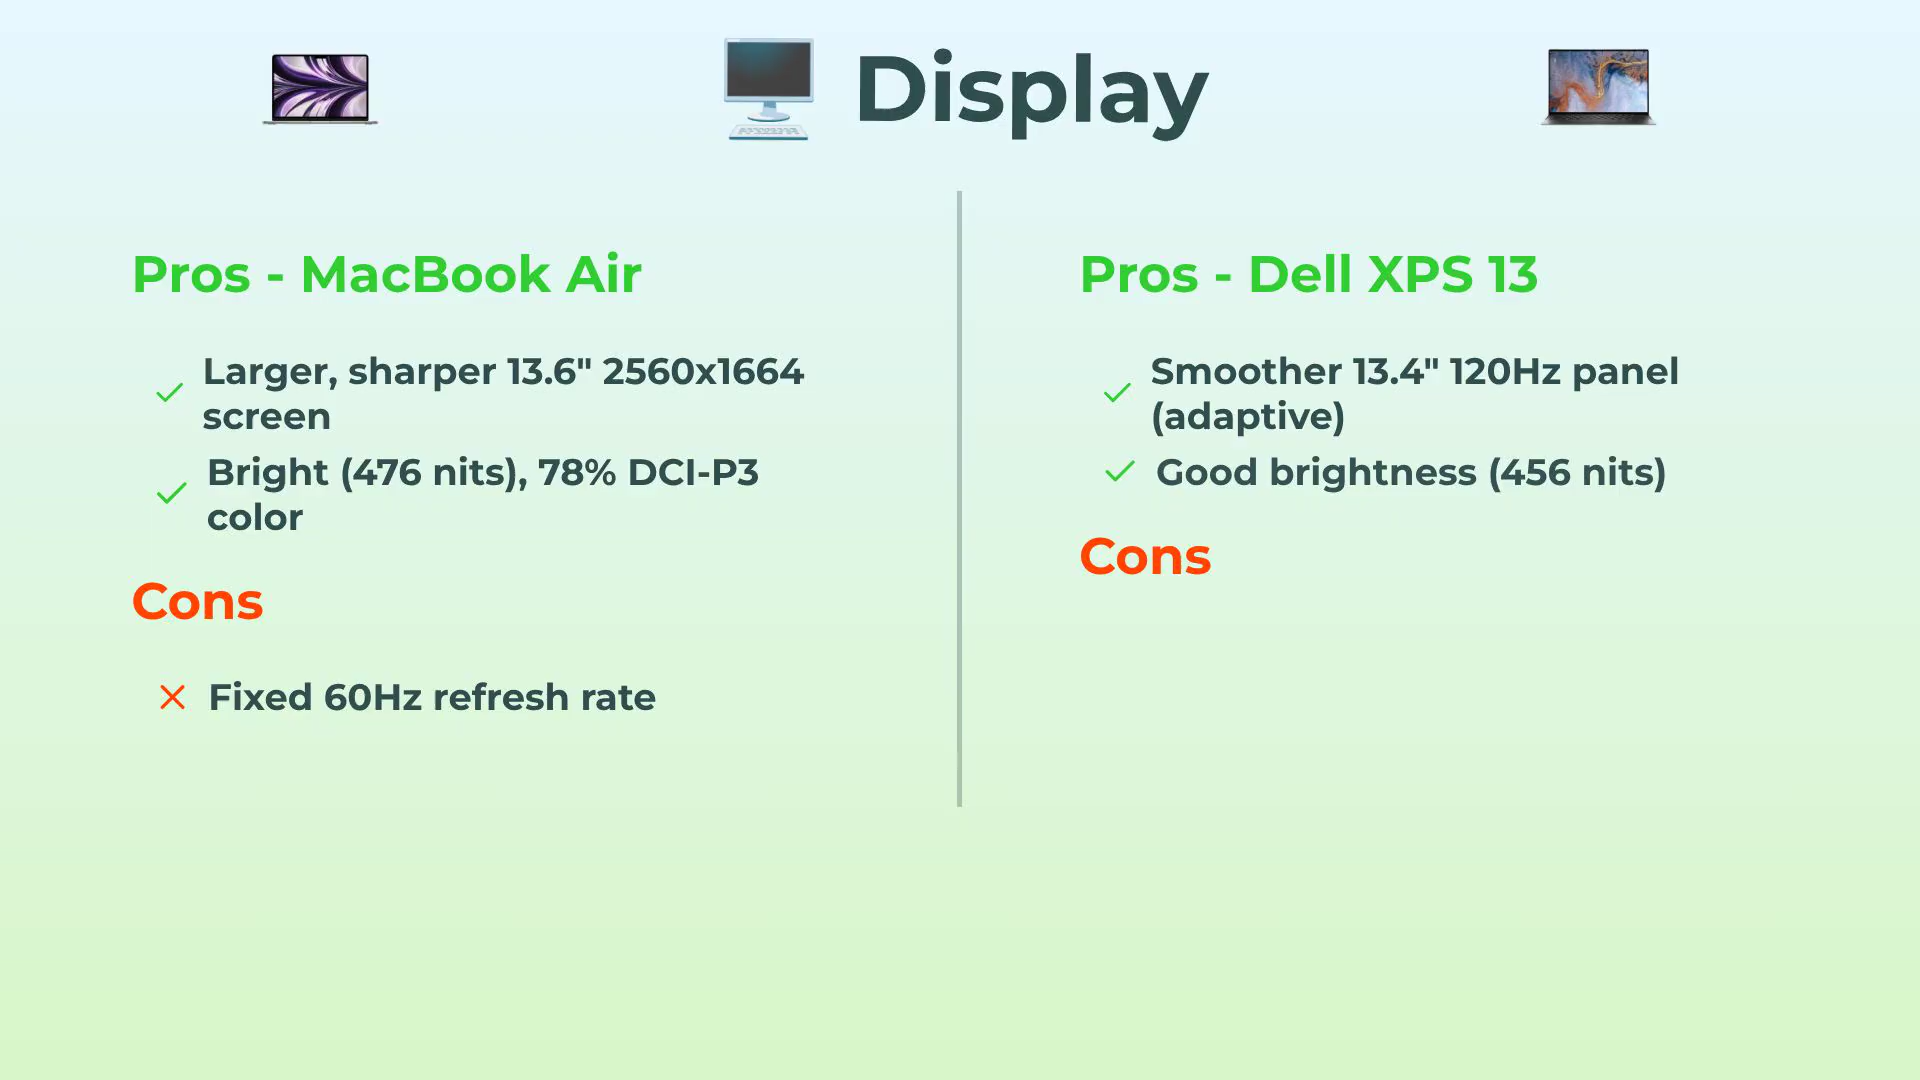 Display
Pros - MacBook Air
Larger, sharper 13.6" 2560x1664
screen
Bright (476 nits), 78% DCI-P3
color
Cons
Fixed 60Hz refresh rate
Pros - Dell XPS 13
Smoother 13.4" 120Hz panel
(adaptive)
Good brightness (456 nits)
Cons